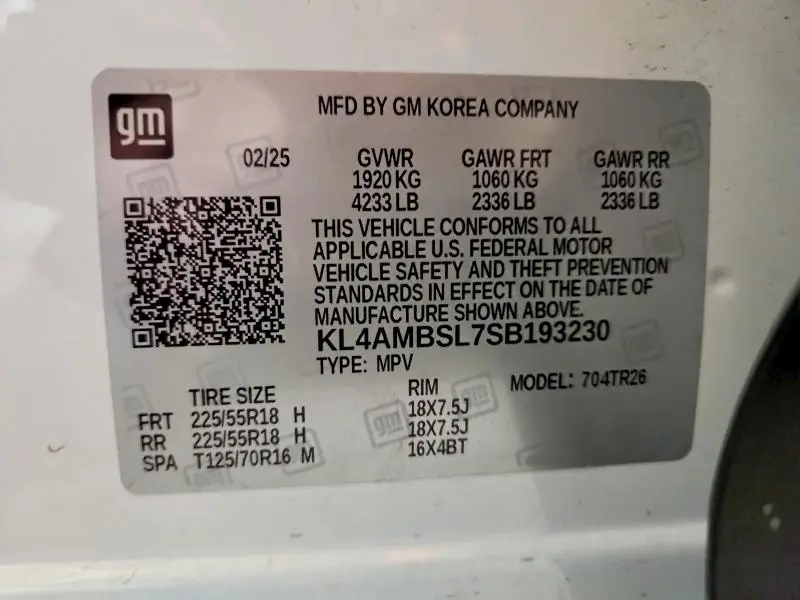 gm
MFD BY GM KOREA COMPANY
02/25 GVWR GAWR FRT GAWR RR
1920 KG 1060 KG 1060 KG
4233 LB 2336 LB 2336 LB
THIS VEHICLE CONFORMS TO ALL
APPLICABLE U.S. FEDERAL MOTOR
VEHICLE SAFETY AND THEFT PREVENTION
STANDARDS IN EFFECT ON THE DATE OF
MANUFACTURE SHOWN ABOVE.
KL4AMBSL7SB193230
TYPE: MPV
MODEL: 704TR26
TIRE SIZE RIM
FRT 225/55R18 H 18X7.5J
RR 225/55R18 H 18X7.5J
SPA T125/70R16 M 16X4BT